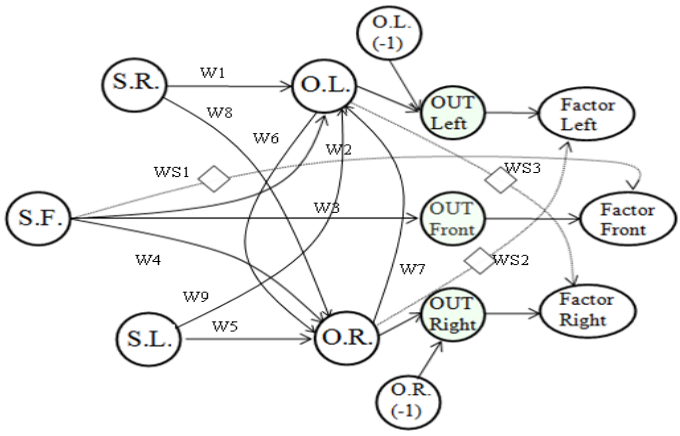 O.L.
(-1)
S.R.
W1
O.L.
OUT
Left
Factor
Left
W8
W6
W2
WS1
WS3
S.F.
W3
OUT
Front
Factor
Front
W4
W7
WS2
W9
OUT
Right
Factor
Right
S.L.
W5
O.R.
O.R.
(-1)